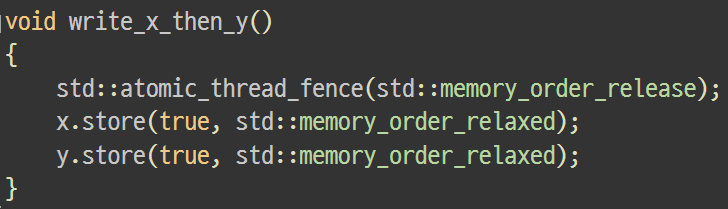 void write_x_then_y()
{
    std::atomic_thread_fence(std::memory_order_release);
    x.store(true, std::memory_order_relaxed);
    y.store(true, std::memory_order_relaxed);
}